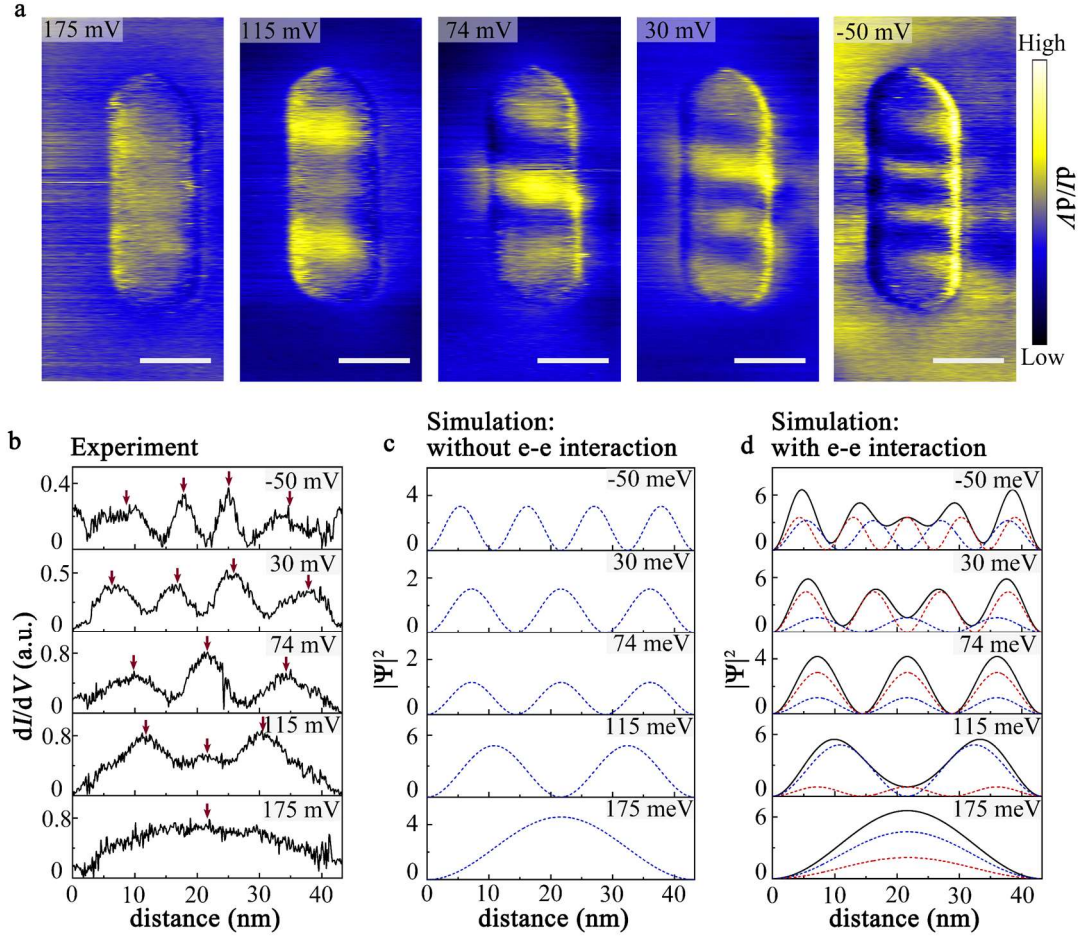 a
175 mV
115 mV
74 mV
30 mV
-50 mV
High
dI/dV
Low
b
Experiment
-50 mV
0.4
0
30 mV
0.5
0
74 mV
0.8
0
115 mV
0.8
0
175 mV
0.8
0
0 10 20 30 40
distance (nm)
dI/dV (a.u.)
c
Simulation:
without e-e interaction
-50 meV
4
2
0
30 meV
2
0
74 meV
2
0
115 meV
5
0
175 meV
4
2
0
0 10 20 30 40
distance (nm)
|Ψ|²
d
Simulation:
with e-e interaction
-50 meV
6
0
30 meV
6
0
74 meV
4
0
115 meV
5
0
175 meV
6
0
0 10 20 30 40
distance (nm)
|Ψ|²